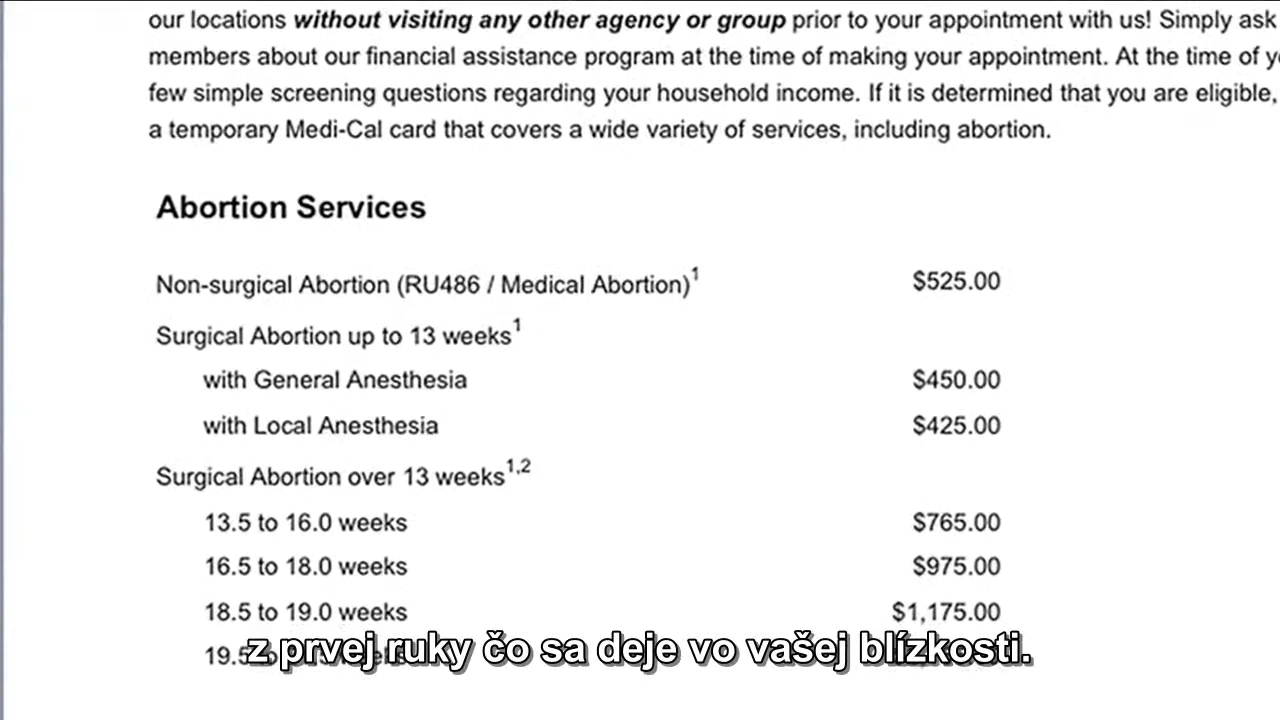 our locations without visiting any other agency or group prior to your appointment with us! Simply ask
members about our financial assistance program at the time of making your appointment. At the time of
few simple screening questions regarding your household income. If it is determined that you are eligible,
a temporary Medi-Cal card that covers a wide variety of services, including abortion.
Abortion Services
Non-surgical Abortion (RU486 / Medical Abortion)1 $525.00
Surgical Abortion up to 13 weeks1
with General Anesthesia $450.00
with Local Anesthesia $425.00
Surgical Abortion over 13 weeks1,2
13.5 to 16.0 weeks $765.00
16.5 to 18.0 weeks $975.00
18.5 to 19.0 weeks $1,175.00
z prvej ruky čo sa deje vo vašej blízkosti.